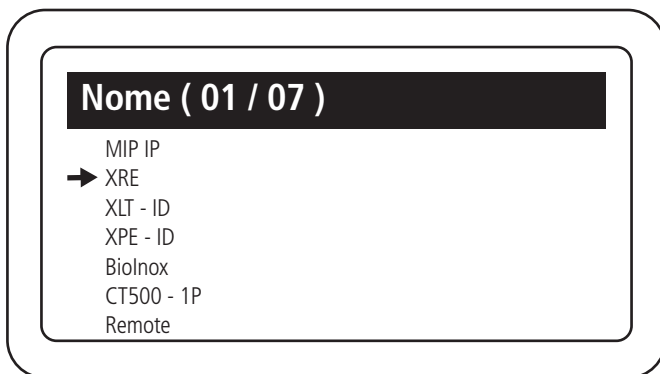 Nome ( 01 / 07 )
MIP IP
XRE
XLT - ID
XPE - ID
BioInox
CT500 - 1P
Remote